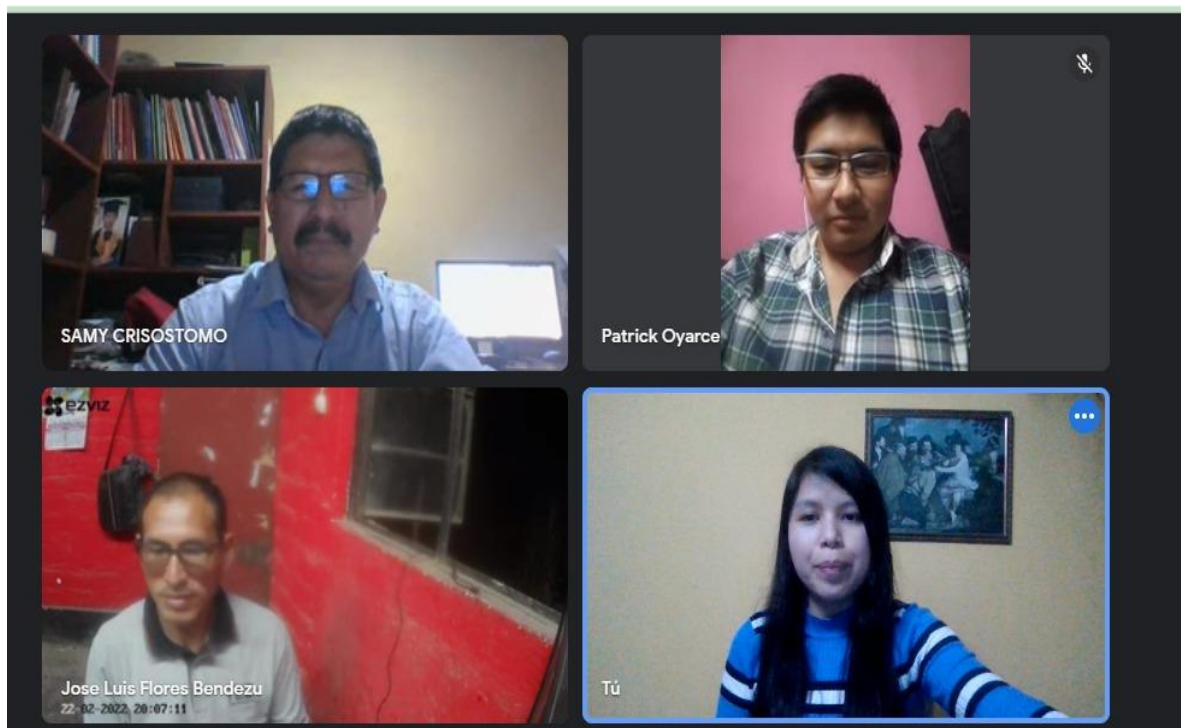 SAMY CRISOSTOMO
Patrick Oyarce
ezviz
Jose Luis Flores Bendezu
22-02-2022 20:07:11
Tú